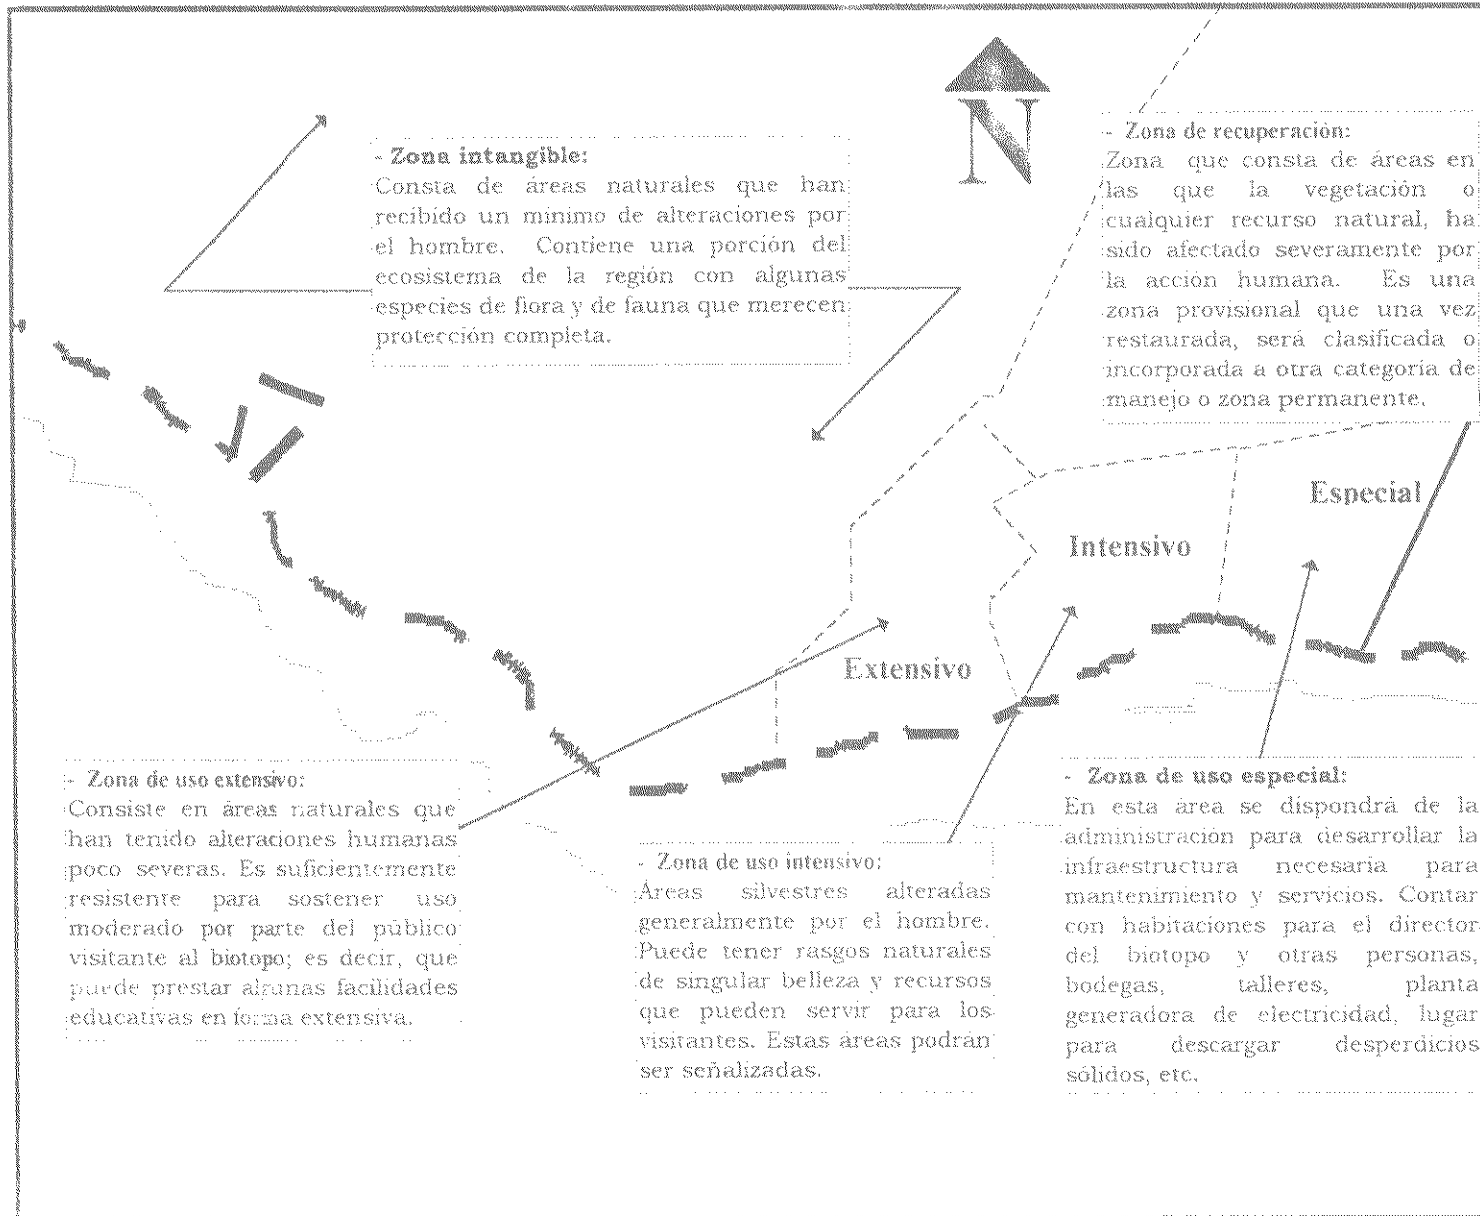 N
- Zona intangible:
Consta de áreas naturales que han
recibido un mínimo de alteraciones por
el hombre. Contiene una porción del
ecosistema de la región con algunas
especies de flora y de fauna que merecen
protección completa.
- Zona de recuperación:
Zona que consta de áreas en
las que la vegetación o
cualquier recurso natural, ha
sido afectado severamente por
la acción humana. Es una
zona provisional que una vez
restaurada, será clasificada o
incorporada a otra categoría de
manejo o zona permanente.
Especial
Intensivo
Extensivo
- Zona de uso extensivo:
Consiste en áreas naturales que
han tenido alteraciones humanas
poco severas. Es suficientemente
resistente para sostener uso
moderado por parte del público
visitante al biotopo; es decir, que
puede prestar algunas facilidades
educativas en forma extensiva.
- Zona de uso intensivo:
Áreas silvestres alteradas
generalmente por el hombre.
Puede tener rasgos naturales
de singular belleza y recursos
que pueden servir para los
visitantes. Estas áreas podrán
ser señalizadas.
- Zona de uso especial:
En esta área se dispondrá de la
administración para desarrollar la
infraestructura necesaria para
mantenimiento y servicios. Contar
con habitaciones para el director
del biotopo y otras personas,
bodegas, talleres, planta
generadora de electricidad, lugar
para descargar desperdicios
sólidos, etc.